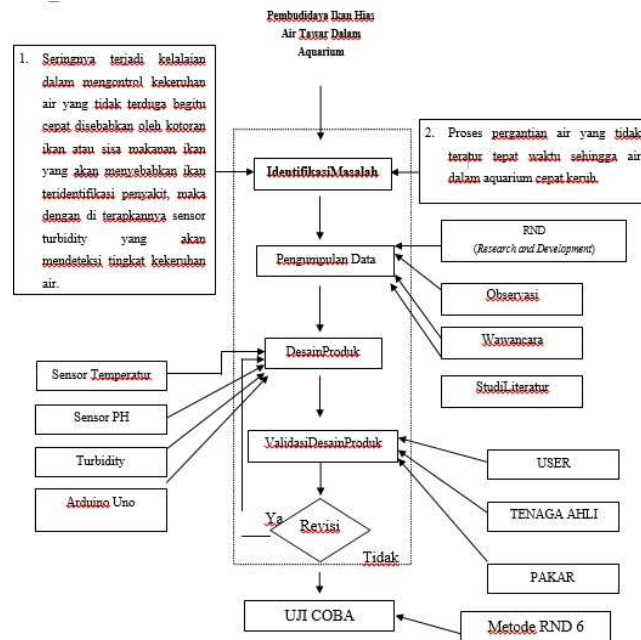 Pembudidaya Ikan Hias
Air Tawar Dalam
Aquarium
1. Seringnya terjadi kelalaian
dalam mengontrol kekeruhan
air yang tidak terduga begitu
cepat disebabkan oleh kotoran
ikan atau sisa makanan ikan
yang akan menyebabkan ikan
teridentifikasi penyakit, maka
dengan di terapkannya sensor
turbidity yang akan
mendeteksi tingkat kekeruhan
air.
2. Proses pergantian air yang tidak
teratur tepat waktu sehingga air
dalam aquarium cepat keruh.
IdentifikasiMasalah
RND
(Research and Development)
Pengumpulan Data
Observasi
Wawancara
StudiLiteratur
DesainProduk
Sensor Temperatur
Sensor PH
Turbidity
Arduino Uno
ValidasiDesainProduk
USER
TENAGA AHLI
PAKAR
Ya
Revisi
Tidak
UJI COBA
Metode RND 6